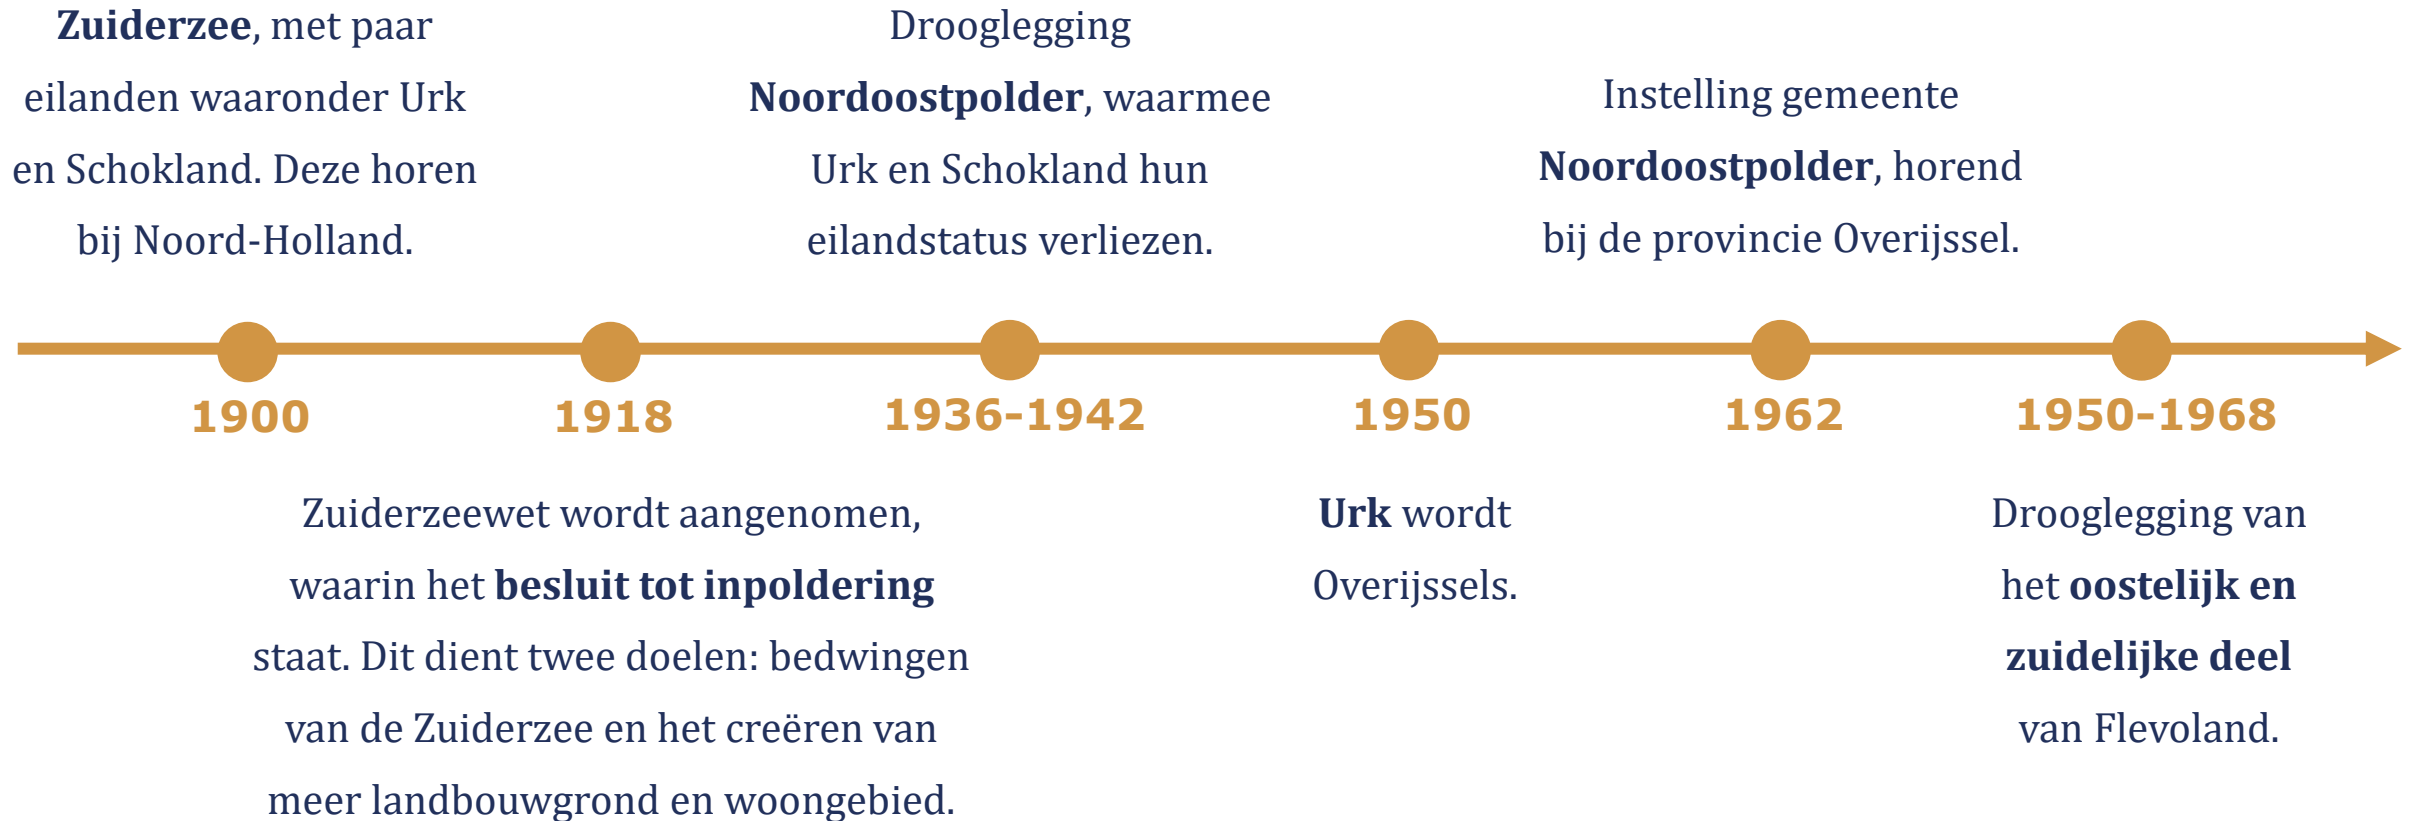 Zuiderzee, met paar
eilanden waaronder Urk
en Schokland. Deze horen
bij Noord-Holland.
Drooglegging
Noordoostpolder, waarmee
Urk en Schokland hun
eilandstatus verliezen.
Instelling gemeente
Noordoostpolder, horend
bij de provincie Overijssel.
1900
1918
1936-1942
1950
1962
1950-1968
Zuiderzeewet wordt aangenomen,
waarin het besluit tot inpoldering
staat. Dit dient twee doelen: bedwingen
van de Zuiderzee en het creëren van
meer landbouwgrond en woongebied.
Urk wordt
Overijssels.
Drooglegging van
het oostelijk en
zuidelijke deel
van Flevoland.